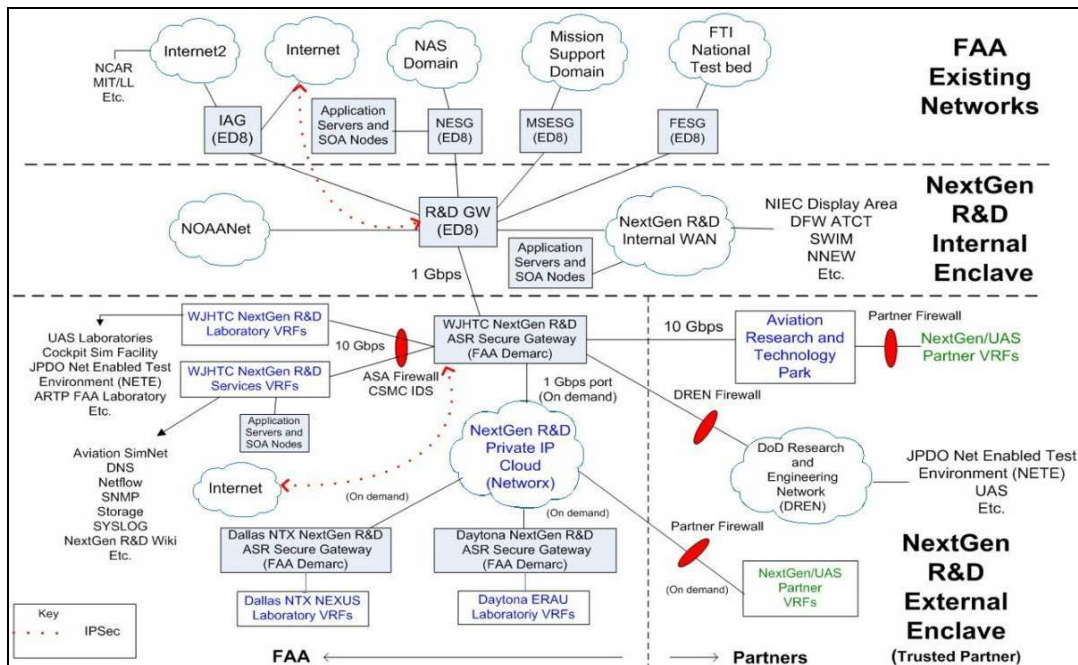 Internet2
Internet
NAS
Domain
Mission
Support
Domain
FTI
National
Test bed
FAA
Existing
Networks
NCAR
MIT/LL
Etc.
IAG
(ED8)
Application
Servers and
SOA Nodes
NESG
(ED8)
MSESG
(ED8)
FESG
(ED8)
NOAANet
R&D GW
(ED8)
NextGen R&D
Internal WAN
Application
Servers and
SOA Nodes
NIEC Display Area
DFW ATCT
SWIM
NNEW
Etc.
NextGen
R&D
Internal
Enclave
1 Gbps
WJHTC NextGen R&D
Laboratory VRFs
UAS Laboratories
Cockpit Sim Facility
JPDO Net Enabled Test
Environment (NETE)
ARTP FAA Laboratory
Etc.
10 Gbps
WJHTC NextGen R&D
Services VRFs
ASA Firewall
CSMC IDS
WJHTC NextGen R&D
ASR Secure Gateway
(FAA Demarc)
10 Gbps
Aviation
Research and
Technology
Park
Partner Firewall
NextGen/UAS
Partner VRFs
Application
Servers and
SOA Nodes
1 Gbps port
(On demand)
DREN Firewall
Aviation SimNet
DNS
Netflow
SNMP
Storage
SYSLOG
NextGen R&D Wiki
Etc.
Internet
NextGen R&D
Private IP
Cloud
(Networx)
DoD Research and
Engineering
Network
(DREN)
JPDO Net Enabled Test
Environment (NETE)
UAS
Etc.
(On demand)
(On demand)
Partner Firewall
Dallas NTX NextGen R&D
ASR Secure Gateway
(FAA Demarc)
Daytona NextGen R&D
ASR Secure Gateway
(FAA Demarc)
(On demand)
Dallas NTX NEXUS
Laboratory VRFs
Daytona ERAU
Laboratoriy VRFs
NextGen/UAS
Partner
VRFs
NextGen
R&D
External
Enclave
(Trusted Partner)
Key
IPSec
FAA
Partners